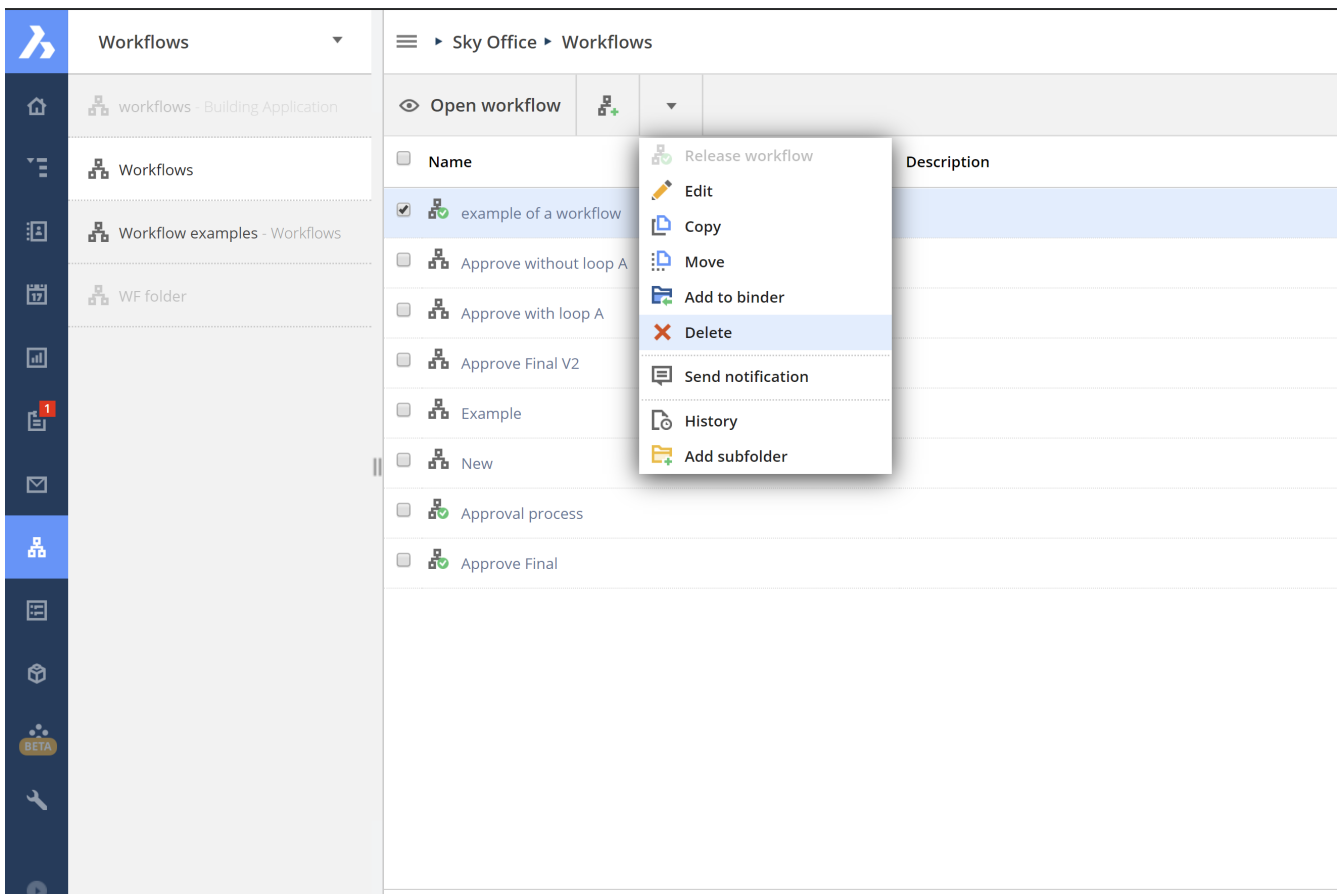 Workflows
Sky Office Workflows
workflows - Building Application
Workflows
Workflow examples - Workflows
WF folder
17
1
BETA
Open workflow
Name
Description
example of a workflow
Approve without loop A
Approve with loop A
Approve Final V2
Example
New
Approval process
Approve Final
Release workflow
Edit
Copy
Move
Add to binder
Delete
Send notification
History
Add subfolder